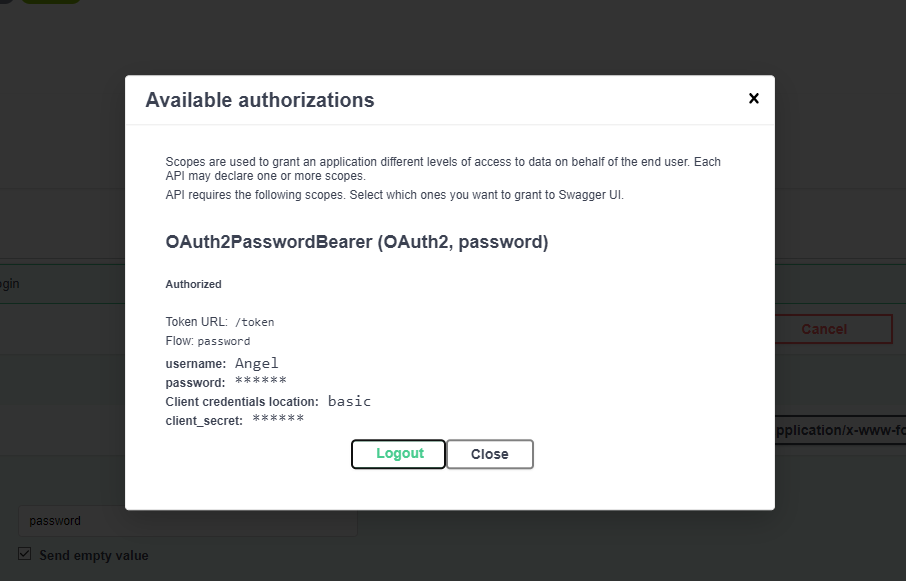 Available authorizations
Scopes are used to grant an application different levels of access to data on behalf of the end user. Each
API may declare one or more scopes.
API requires the following scopes. Select which ones you want to grant to Swagger UI.
OAuth2PasswordBearer (OAuth2, password)
ogin
Authorized
Token URL: /token
Cancel
Flow: password
username: Angel
password: ******
Client credentials location: basic
client_secret: ******
pplication/x-www-fo
Logout
Close
password
Send empty value